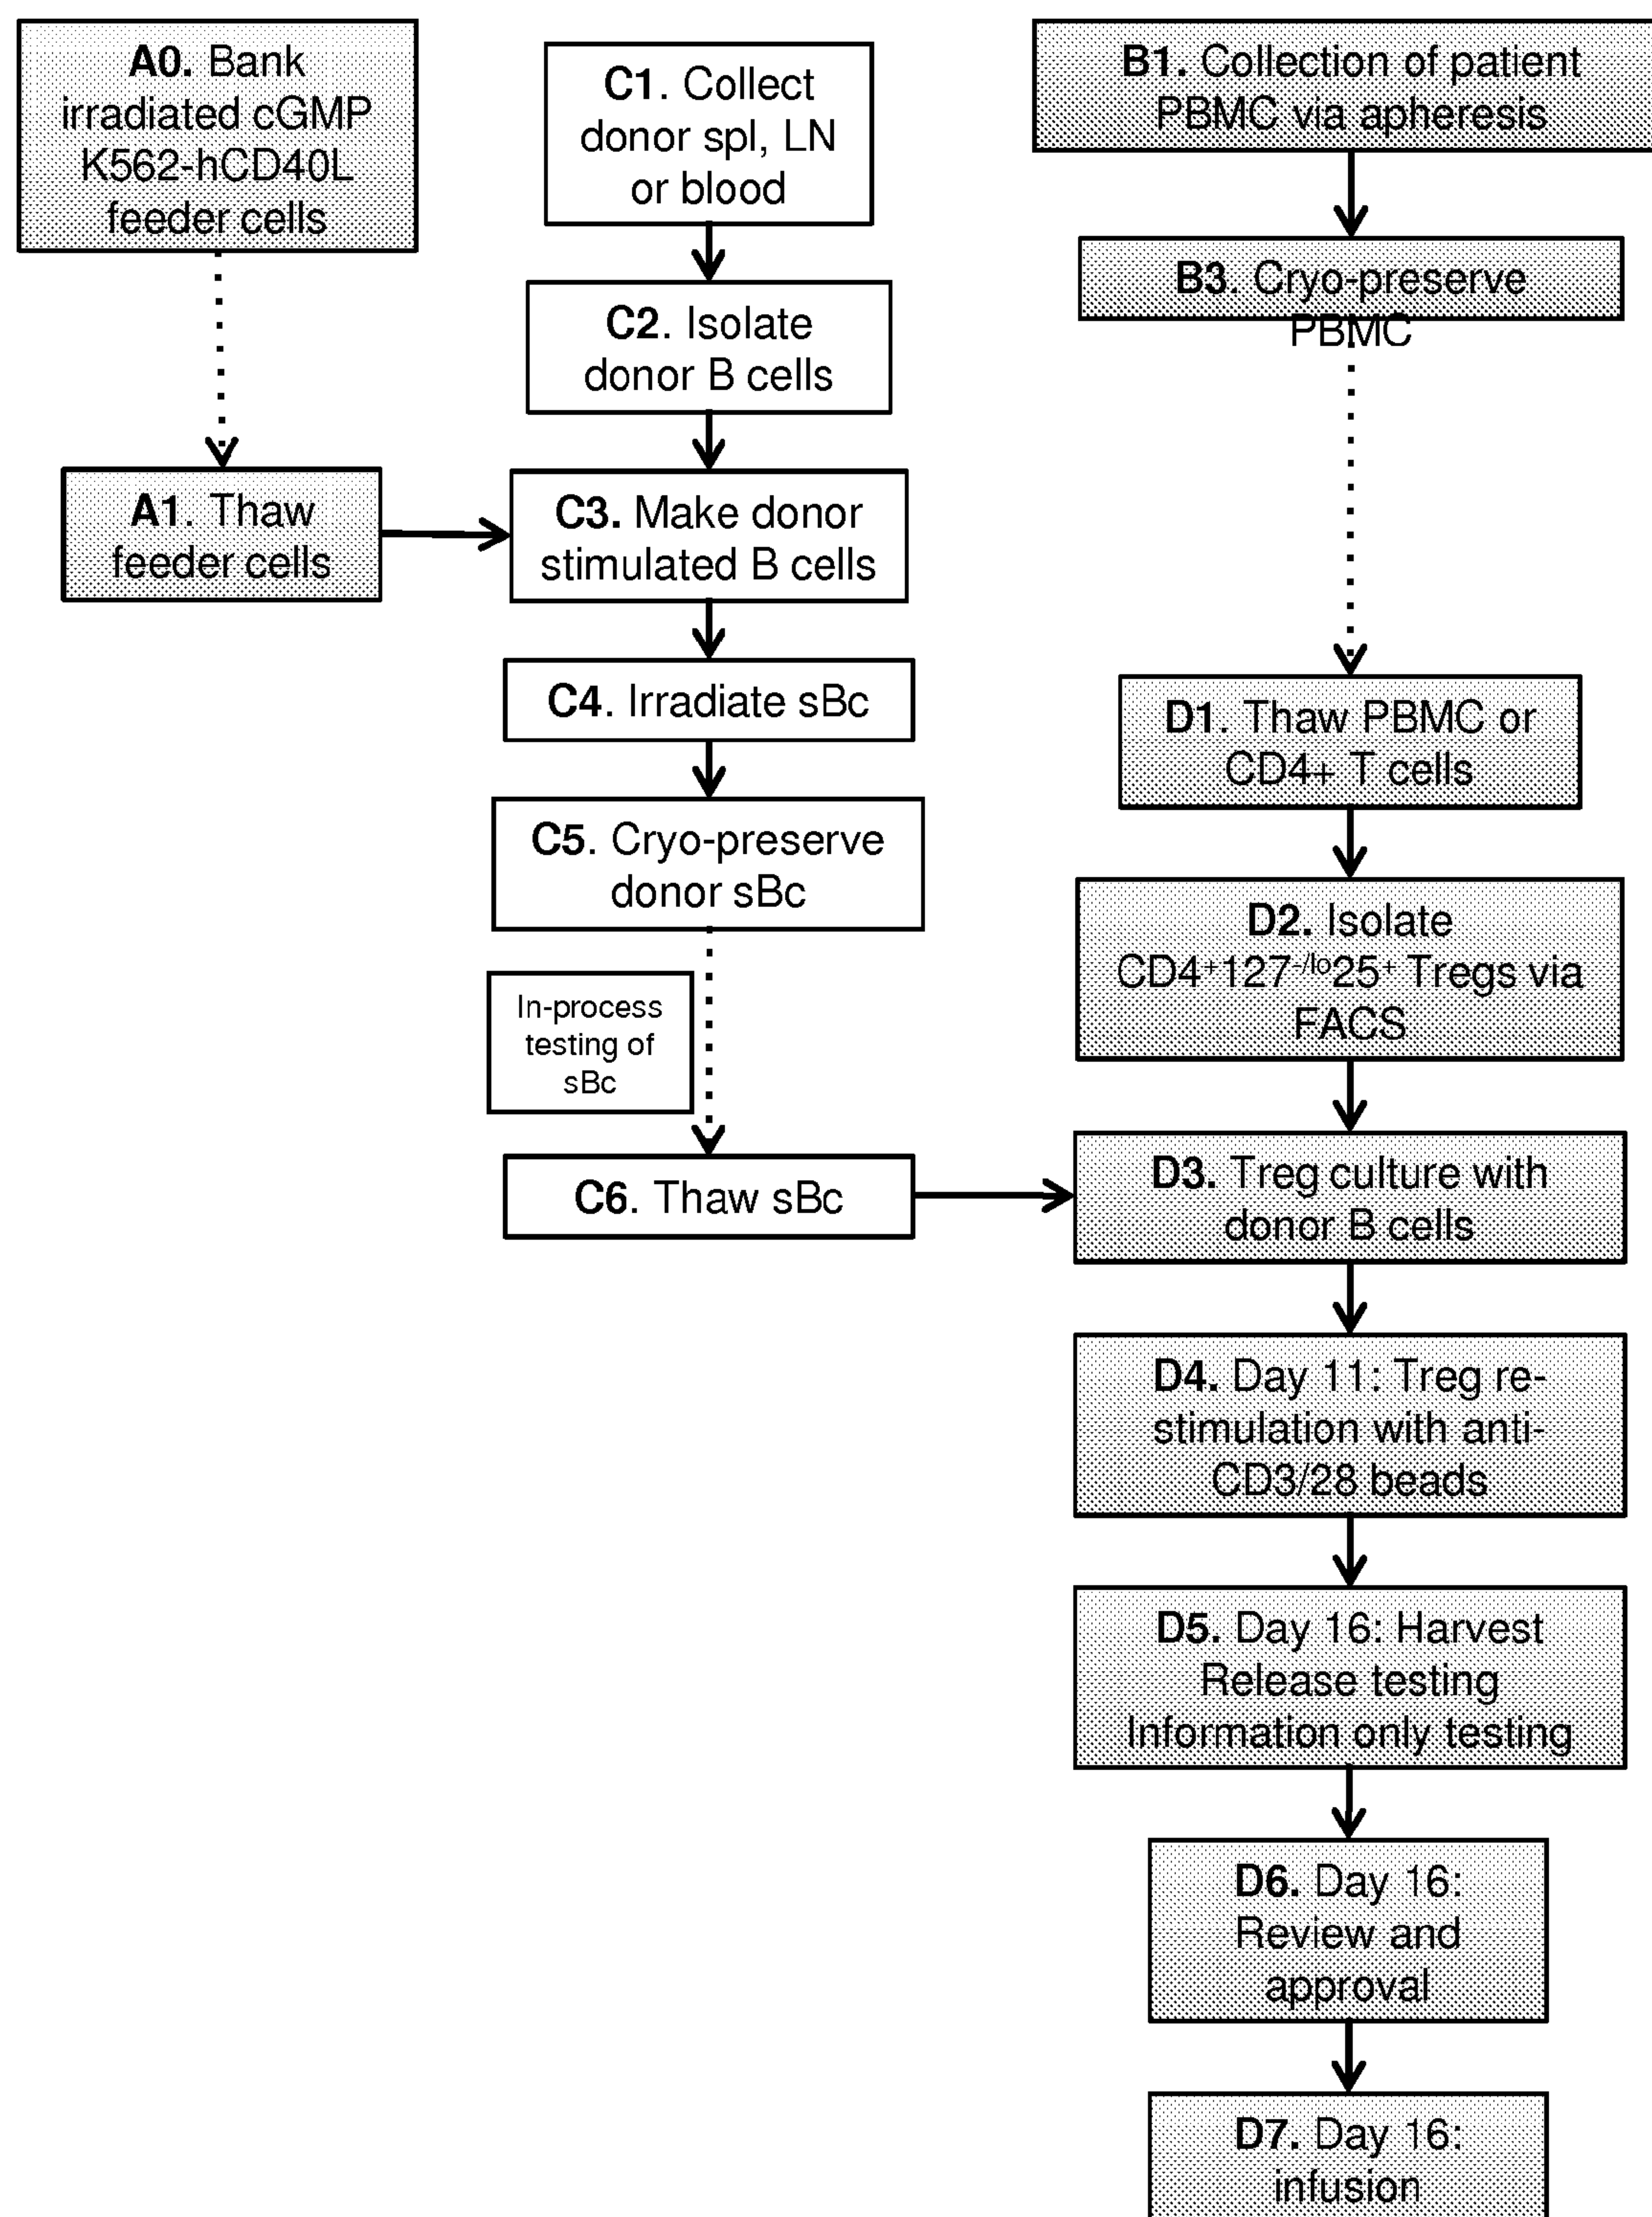 A0. Bank
irradiated cGMP
K562-hCD40L
feeder cells
A1. Thaw
feeder cells
C1. Collect
donor spl, LN
or blood
C2. Isolate
donor B cells
C3. Make donor
stimulated B cells
C4. Irradiate sBc
C5. Cryo-preserve
donor sBc
In-process
testing of
sBc
C6. Thaw sBc
B1. Collection of patient
PBMC via apheresis
B3. Cryo-preserve
PBMC
D1. Thaw PBMC or
CD4+ T cells
D2. Isolate
CD4⁺127⁻/ˡᵒ25⁺ Tregs via
FACS
D3. Treg culture with
donor B cells
D4. Day 11: Treg re-
stimulation with anti-
CD3/28 beads
D5. Day 16: Harvest
Release testing
Information only testing
D6. Day 16:
Review and
approval
D7. Day 16:
infusion